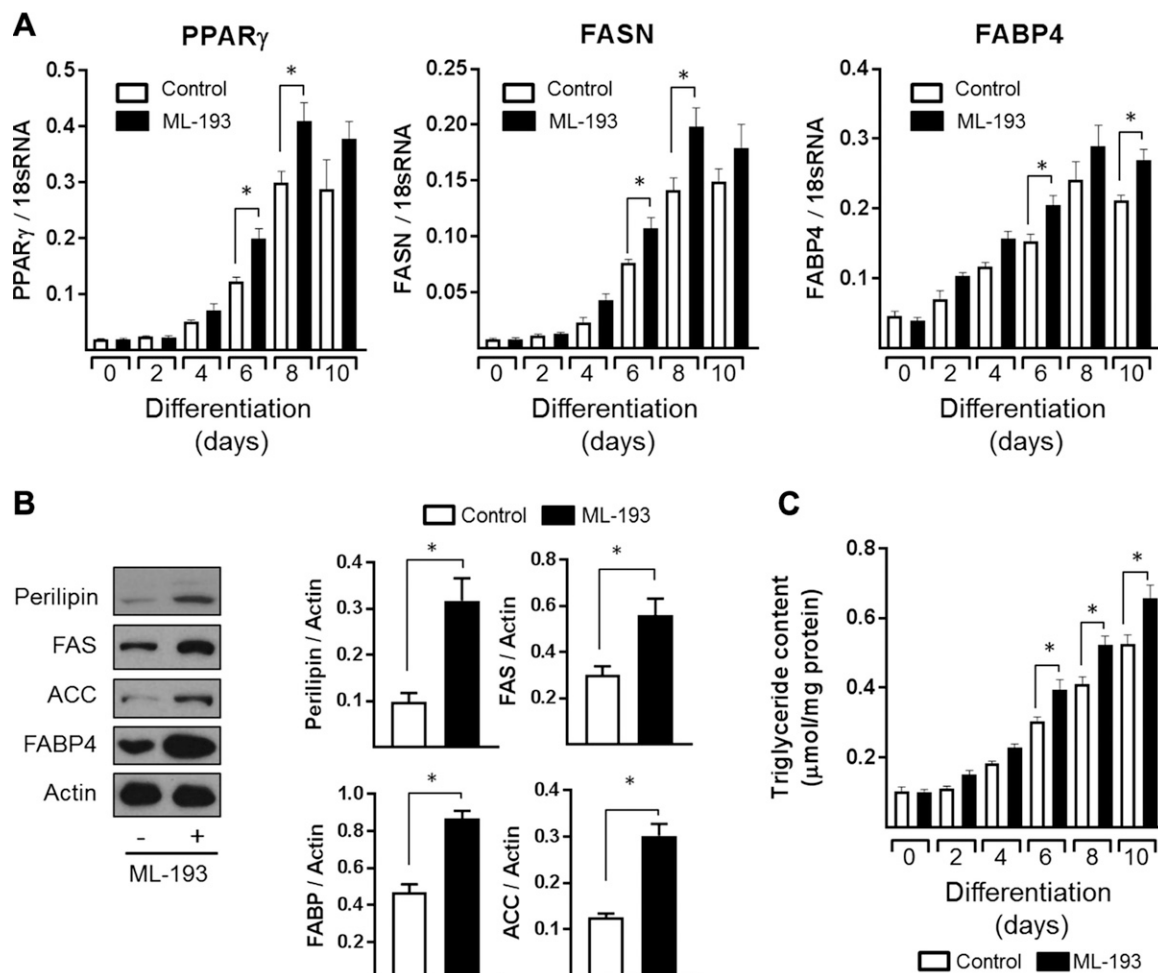 A
PPARγ
0.5
0.4
0.3
0.2
0.1
PPARγ / 18sRNA
Control
ML-193
*
*
0 2 4 6 8 10
Differentiation
(days)
FASN
0.25
0.20
0.15
0.10
0.05
FASN / 18sRNA
Control
ML-193
*
*
0 2 4 6 8 10
Differentiation
(days)
FABP4
0.4
0.3
0.2
0.1
FABP4 / 18sRNA
Control
ML-193
*
*
0 2 4 6 8 10
Differentiation
(days)
B
Perilipin
FAS
ACC
FABP4
Actin
- +
ML-193
Control ML-193
0.4
0.3
0.2
0.1
Perilipin / Actin
*
0.8
0.6
0.4
0.2
FAS / Actin
*
1.0
0.8
0.6
0.4
0.2
FABP / Actin
*
0.4
0.3
0.2
0.1
ACC / Actin
*
C
0.8
0.6
0.4
0.2
Triglyceride content
(μmol/mg protein)
*
*
*
0 2 4 6 8 10
Differentiation
(days)
Control ML-193